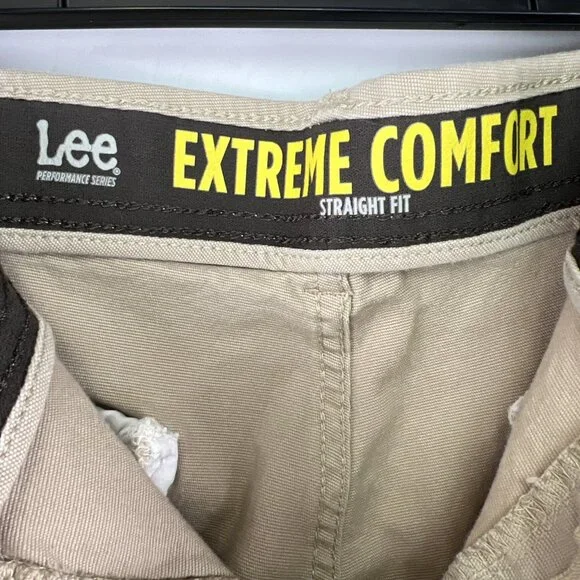 Lee®
PERFORMANCE SERIES
EXTREME COMFORT
STRAIGHT FIT